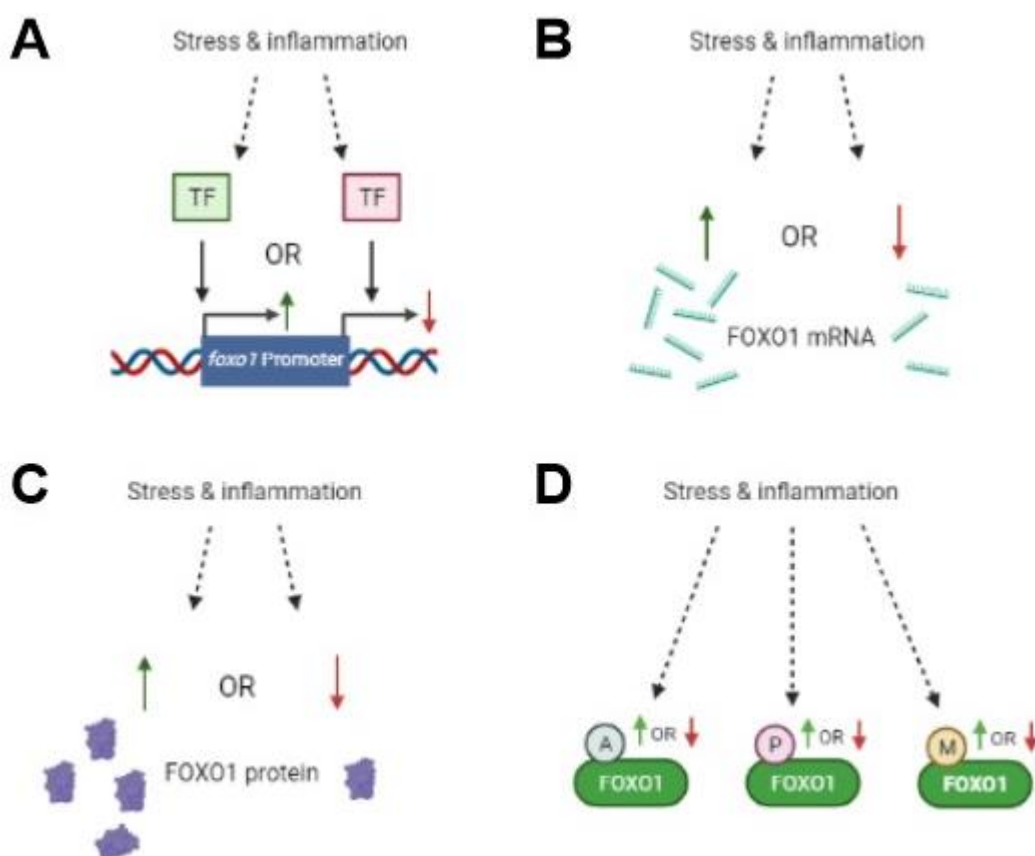 A
Stress & inflammation
TF
TF
OR
foxo1 Promoter
B
Stress & inflammation
OR
FOXO1 mRNA
C
Stress & inflammation
OR
FOXO1 protein
D
Stress & inflammation
A OR
FOXO1
P OR
FOXO1
M OR
FOXO1